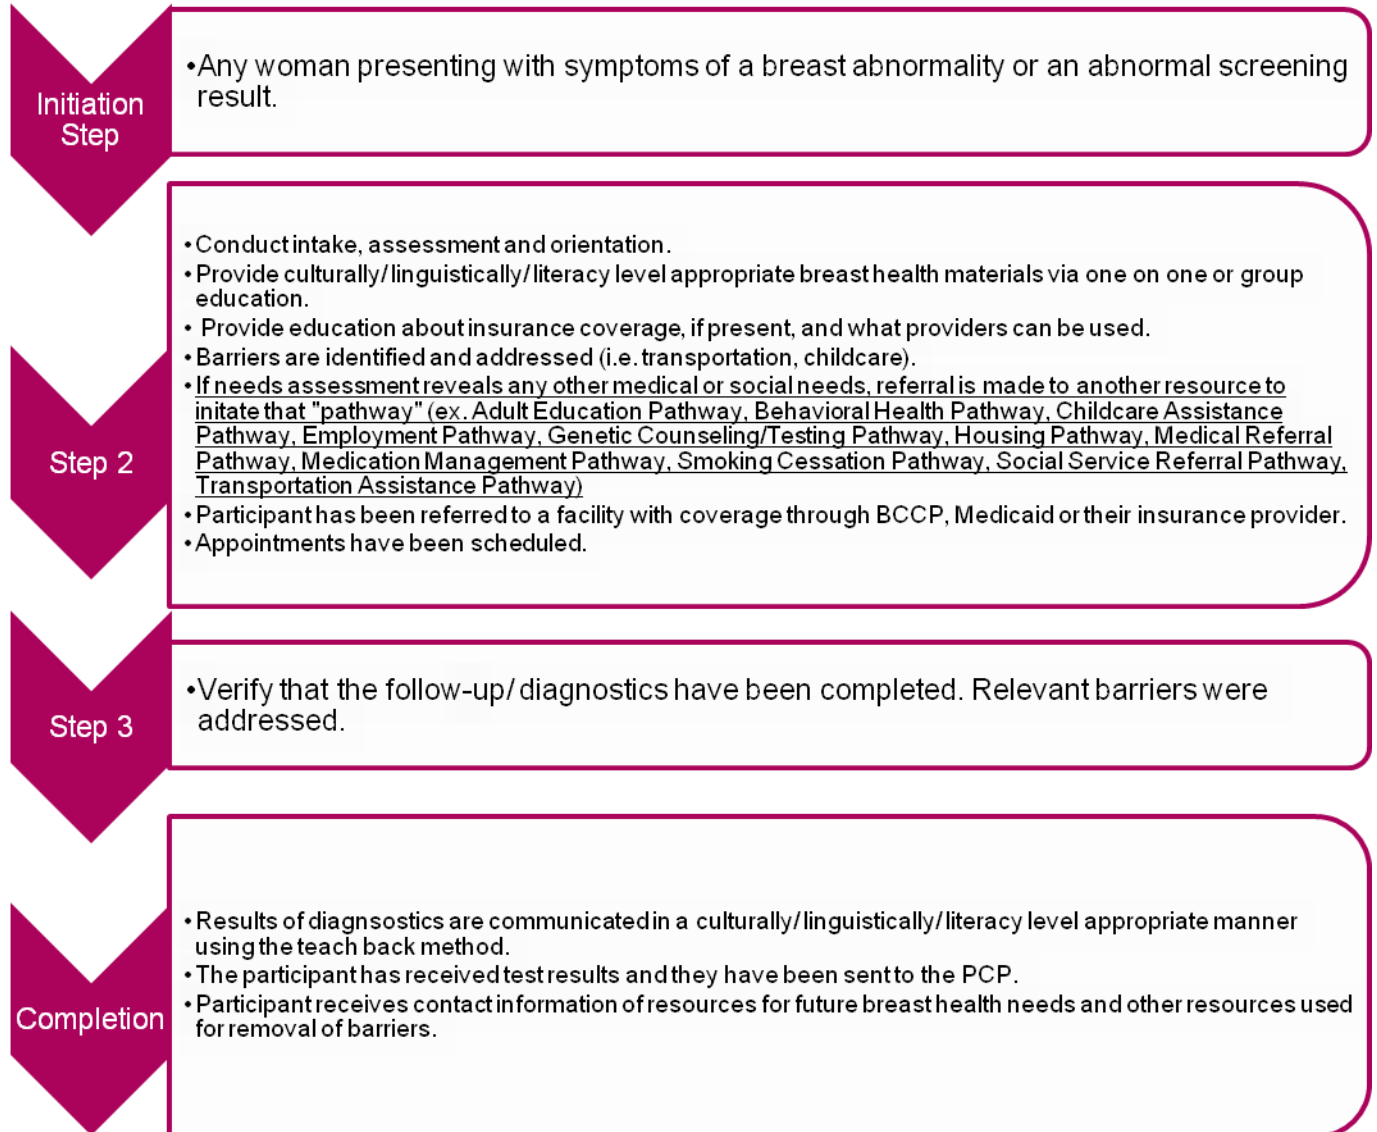 Initiation
Step
•Any woman presenting with symptoms of a breast abnormality or an abnormal screening
result.
Step 2
•Conduct intake, assessment and orientation.
•Provide culturally/linguistically/literacy level appropriate breast health materials via one on one or group
education.
• Provide education about insurance coverage, if present, and what providers can be used.
•Barriers are identified and addressed (i.e. transportation, childcare).
•If needs assessment reveals any other medical or social needs, referral is made to another resource to
initate that "pathway" (ex. Adult Education Pathway, Behavioral Health Pathway, Childcare Assistance
Pathway, Employment Pathway, Genetic Counseling/Testing Pathway, Housing Pathway, Medical Referral
Pathway, Medication Management Pathway, Smoking Cessation Pathway, Social Service Referral Pathway,
Transportation Assistance Pathway)
•Participant has been referred to a facility with coverage through BCCP, Medicaid or their insurance provider.
•Appointments have been scheduled.
Step 3
•Verify that the follow-up/ diagnostics have been completed. Relevant barriers were
addressed.
Completion
•Results of diagnsostics are communicated in a culturally/linguistically/literacy level appropriate manner
using the teach back method.
•The participant has received test results and they have been sent to the PCP.
•Participant receives contact information of resources for future breast health needs and other resources used
for removal of barriers.